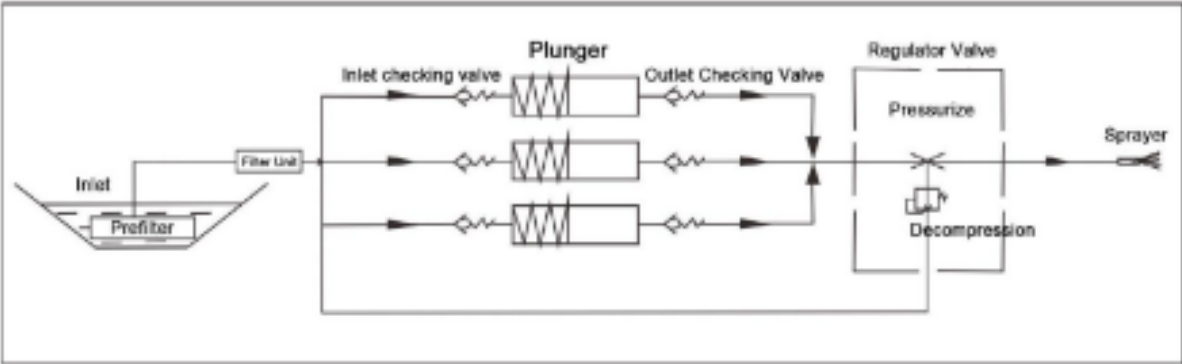 Plunger
Regulator Valve
Inlet checking valve
Outlet Checking Valve
Pressurize
Sprayer
Filter Unit
Inlet
Prefilter
Decompression